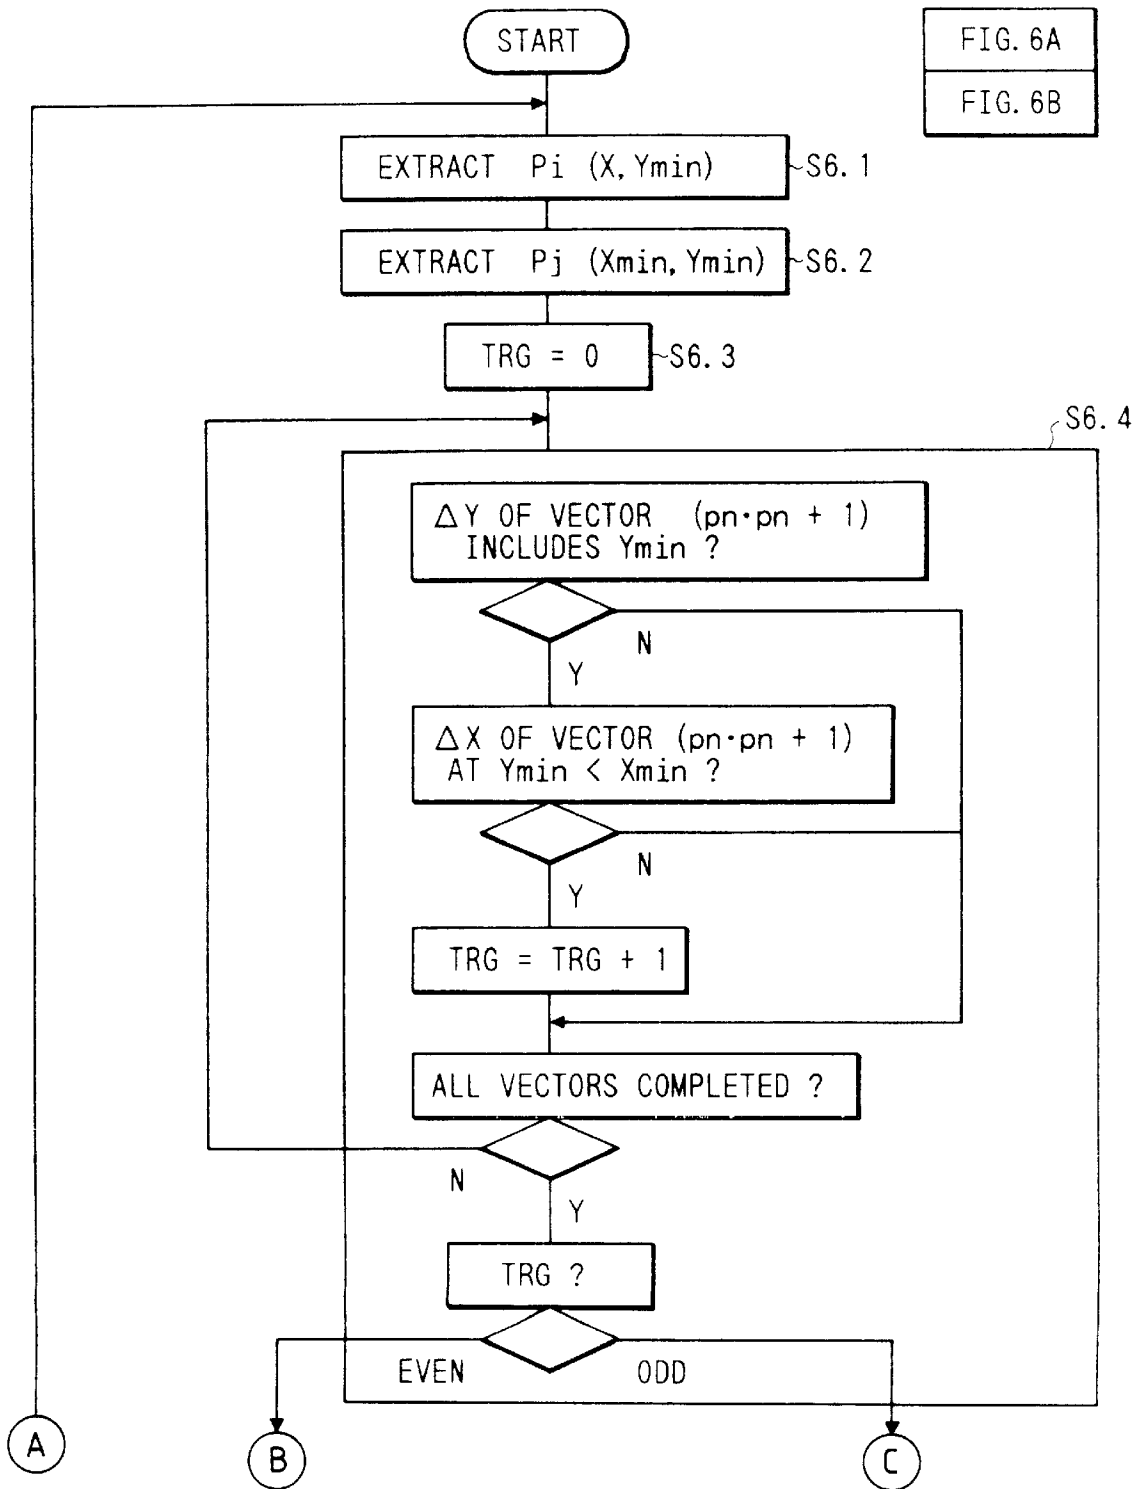 START
FIG. 6A
FIG. 6B
EXTRACT Pi (X, Ymin)
S6. 1
EXTRACT Pj (Xmin, Ymin)
S6. 2
TRG = 0
S6. 3
S6. 4
△Y OF VECTOR (pn·pn + 1)
INCLUDES Ymin ?
N
Y
△X OF VECTOR (pn·pn + 1)
AT Ymin < Xmin ?
N
Y
TRG = TRG + 1
ALL VECTORS COMPLETED ?
N
Y
TRG ?
EVEN
ODD
A
B
C